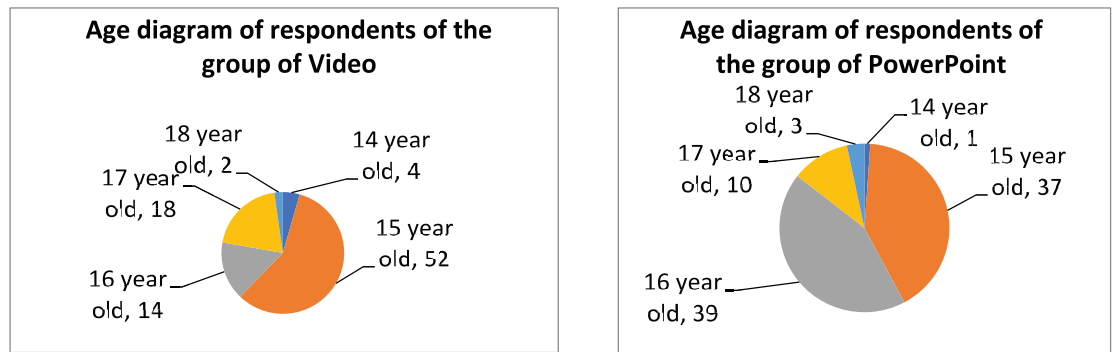 Age diagram of respondents of the
group of Video
18 year
old, 2
14 year
old, 4
17 year
old, 18
15 year
old, 52
16 year
old, 14
Age diagram of respondents of
the group of PowerPoint
18 year
old, 3
14 year
old, 1
17 year
old, 10
15 year
old, 37
16 year
old, 39